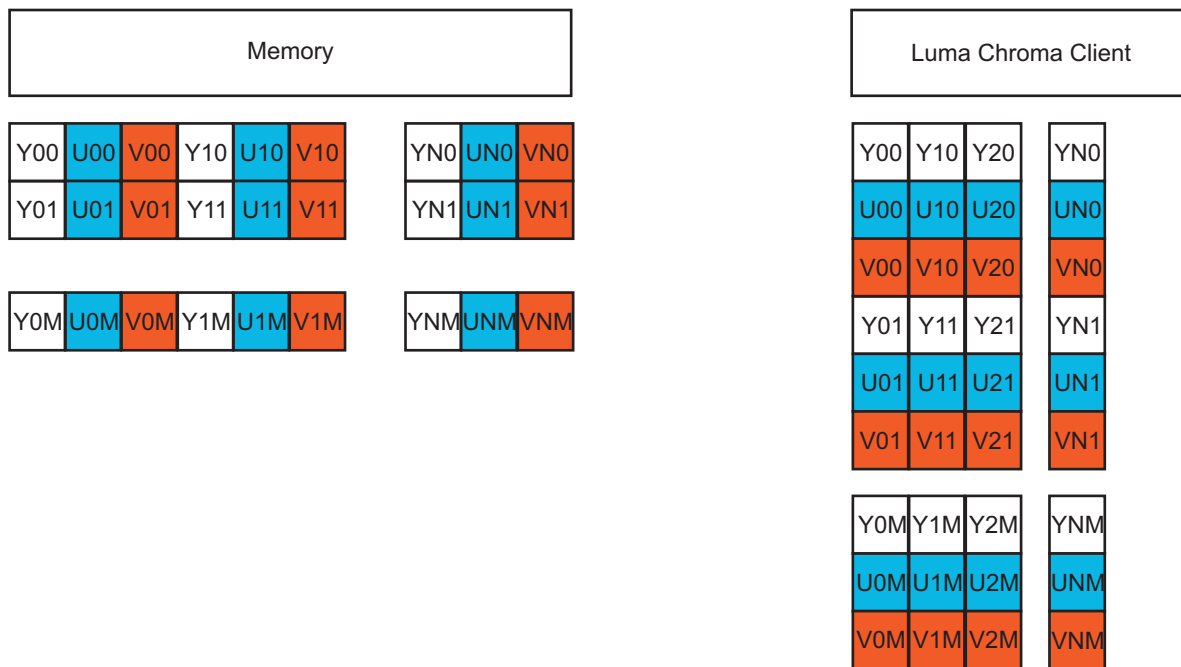 Memory
Y00 U00 V00 Y10 U10 V10 YN0 UN0 VN0
Y01 U01 V01 Y11 U11 V11 YN1 UN1 VN1
Y0M U0M V0M Y1M U1M V1M YNM UNM VNM
Luma Chroma Client
Y00 Y10 Y20 YN0
U00 U10 U20 UN0
V00 V10 V20 VN0
Y01 Y11 Y21 YN1
U01 U11 U21 UN1
V01 V11 V21 VN1
Y0M Y1M Y2M YNM
U0M U1M U2M UNM
V0M V1M V2M VNM